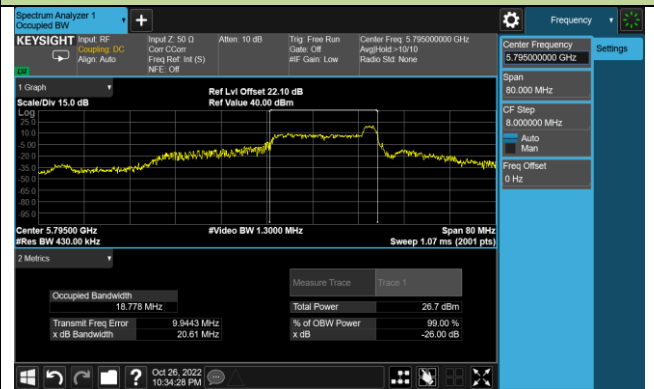 Spectrum Analyzer 1
Occupied BW
+
Frequency
KEYSIGHT Input: RF Input Z: 50 Ω Atten: 10 dB Trig: Free Run Center Freq: 5.795000000 GHz
Coupling: DC Corr CCorr Gate: Off Avg|Hold:>10/10
Align: Auto Freq Ref: Int (S) #IF Gain: Low Radio Std: None
NFE: Off
LXI
Center Frequency
5.795000000 GHz
Settings
Span
80.000 MHz
CF Step
8.000000 MHz
Auto
Man
Freq Offset
0 Hz
1 Graph
Ref Lvl Offset 22.10 dB
Scale/Div 15.0 dB Ref Value 40.00 dBm
Log
25.0
10.0
-5.00
-20.0
-35.0
-50.0
-65.0
-80.0
-95.0
Center 5.79500 GHz #Video BW 1.3000 MHz Span 80 MHz
#Res BW 430.00 kHz Sweep 1.07 ms (2001 pts)
2 Metrics
Measure Trace Trace 1
Occupied Bandwidth
18.778 MHz
Total Power 26.7 dBm
Transmit Freq Error 9.9443 MHz % of OBW Power 99.00 %
x dB Bandwidth 20.61 MHz x dB -26.00 dB
?
Oct 26, 2022
10:34:28 PM